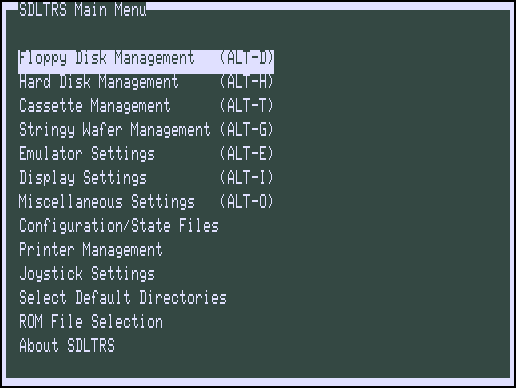 SDLTRS Main Menu
Floppy Disk Management (ALT-D)
Hard Disk Management (ALT-H)
Cassette Management (ALT-T)
Stringy Wafer Management (ALT-G)
Emulator Settings (ALT-E)
Display Settings (ALT-I)
Miscellaneous Settings (ALT-O)
Configuration/State Files
Printer Management
Joystick Settings
Select Default Directories
ROM File Selection
About SDLTRS